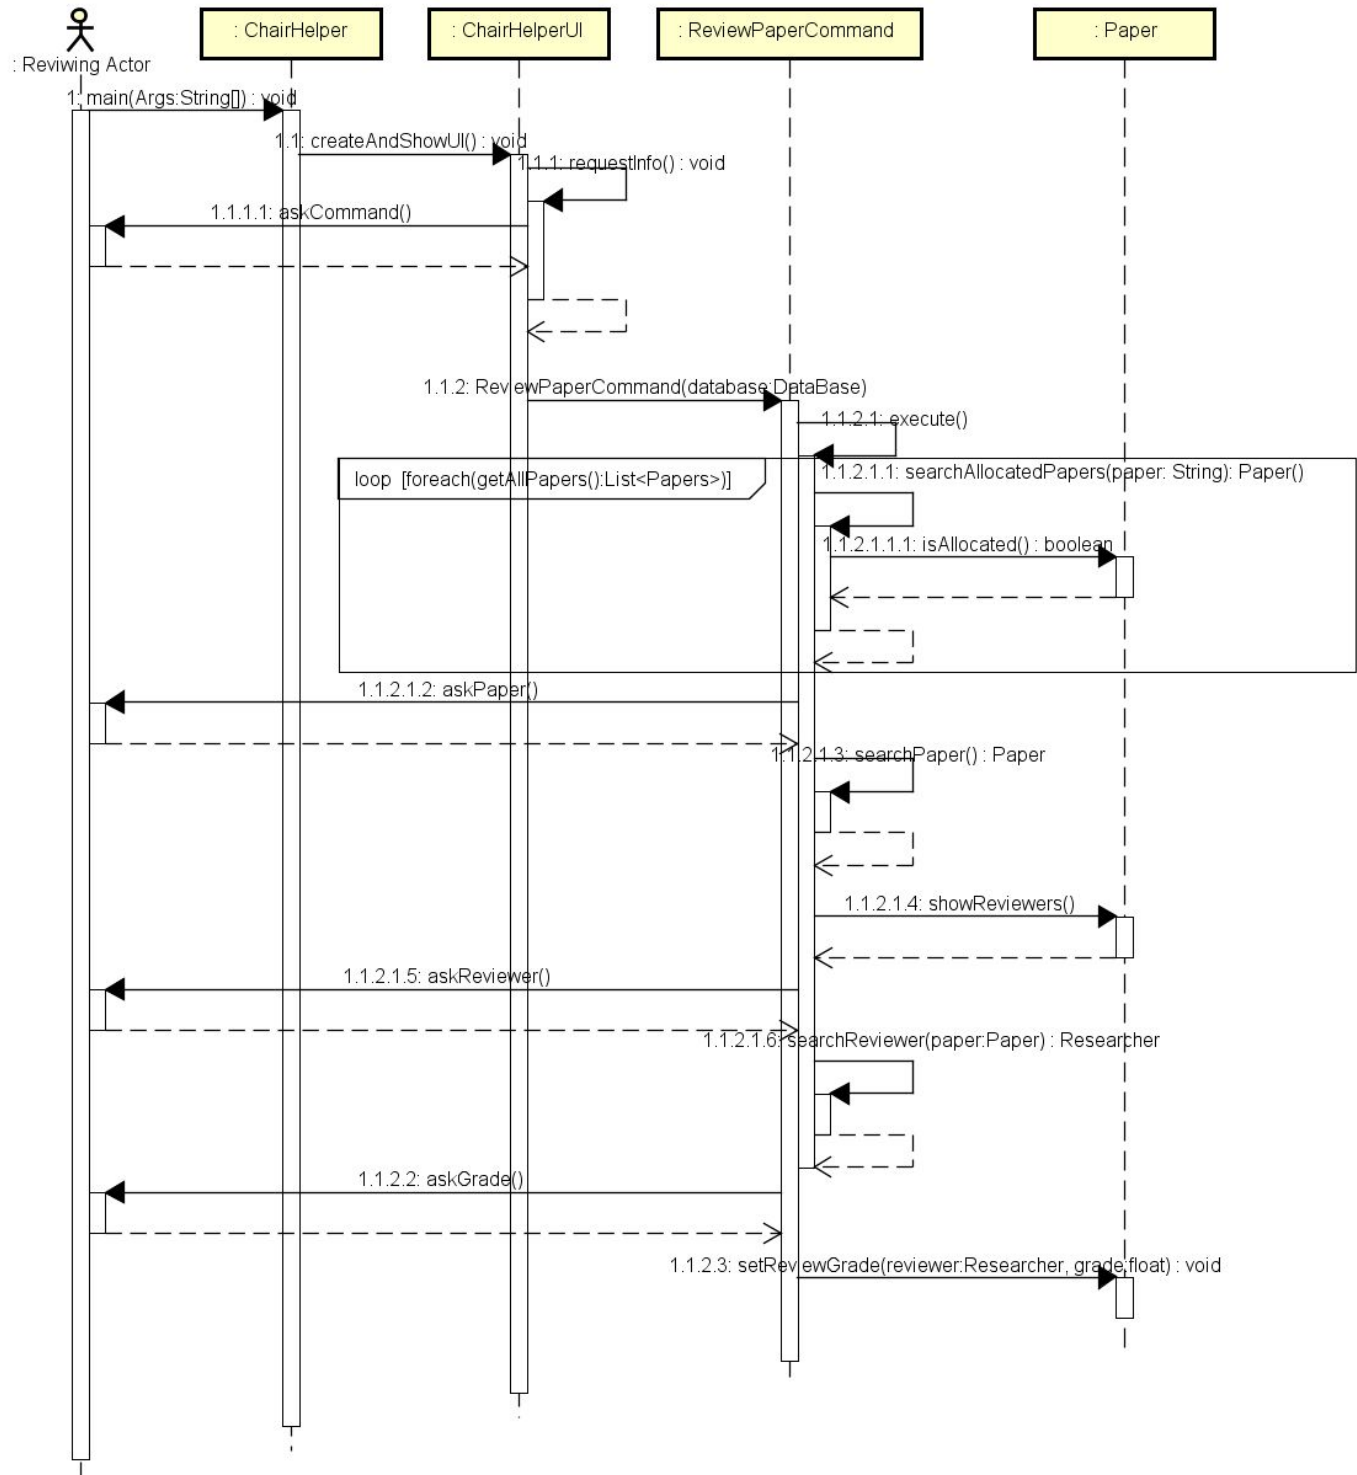 : ChairHelper
: ChairHelperUI
: ReviewPaperCommand
: Paper
: Reviwing Actor
1: main(Args:String[]) : void
1.1: createAndShowUI() : void
1.1.1: requestInfo() : void
1.1.1.1: askCommand()
1.1.2: ReviewPaperCommand(database:DataBase)
1.1.2.1: execute()
loop [foreach(getAllPapers():List<Papers>)]
1.1.2.1.1: searchAllocatedPapers(paper: String): Paper()
1.1.2.1.1.1: isAllocated() : boolean
1.1.2.1.2: askPaper()
1.1.2.1.3: searchPaper() : Paper
1.1.2.1.4: showReviewers()
1.1.2.1.5: askReviewer()
1.1.2.1.6: searchReviewer(paper:Paper) : Researcher
1.1.2.2: askGrade()
1.1.2.3: setReviewGrade(reviewer:Researcher, grade:float) : void